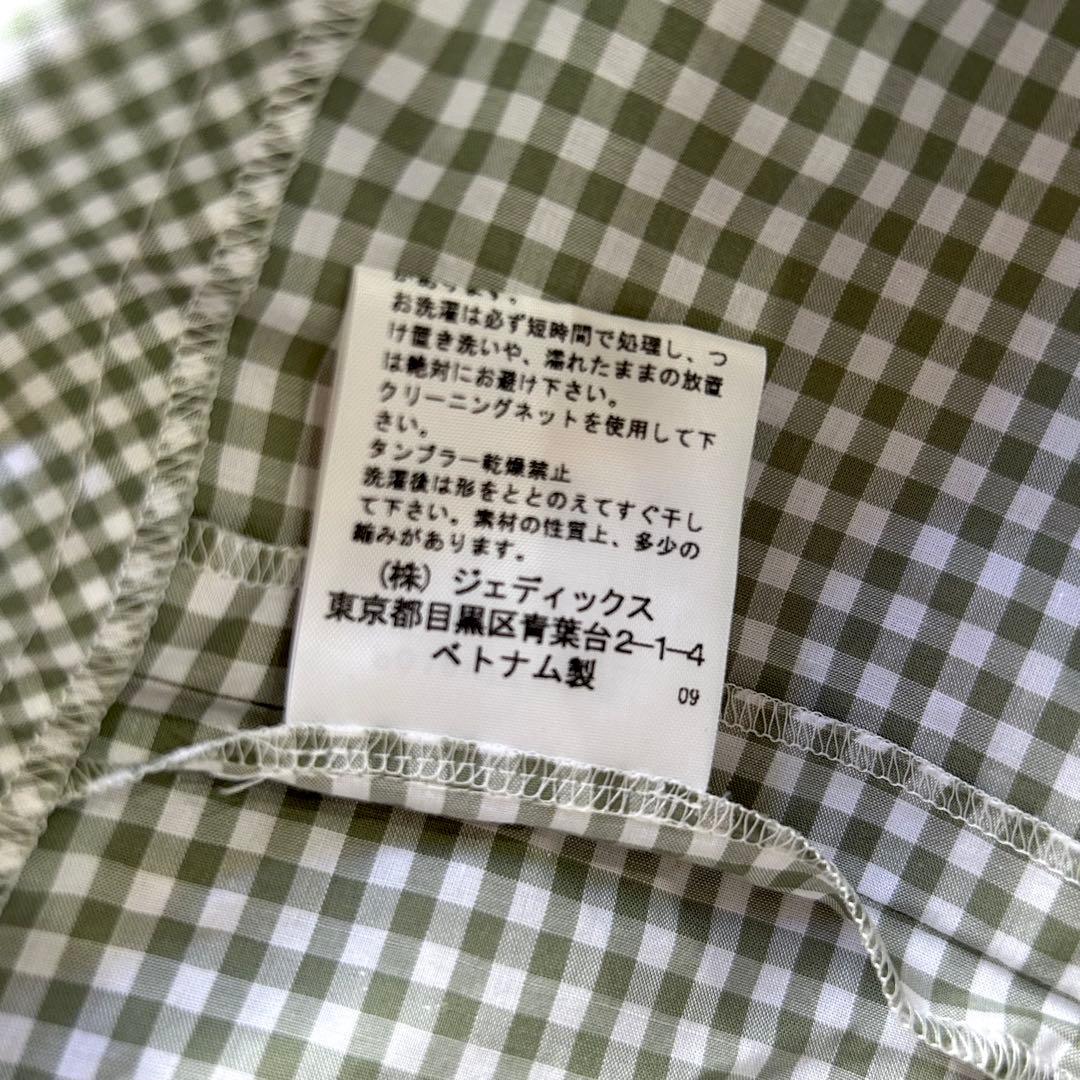 があります。
お洗濯は必ず短時間で処理し、つ
け置き洗いや、濡れたままの放置
は絶対にお避け下さい。
クリーニングネットを使用して下
さい。
タンブラー乾燥禁止
洗濯後は形をととのえてすぐ干し
て下さい。素材の性質上、多少の
縮みがあります。
(株) ジェディックス
東京都目黒区青葉台2-1-4
ベトナム製
09